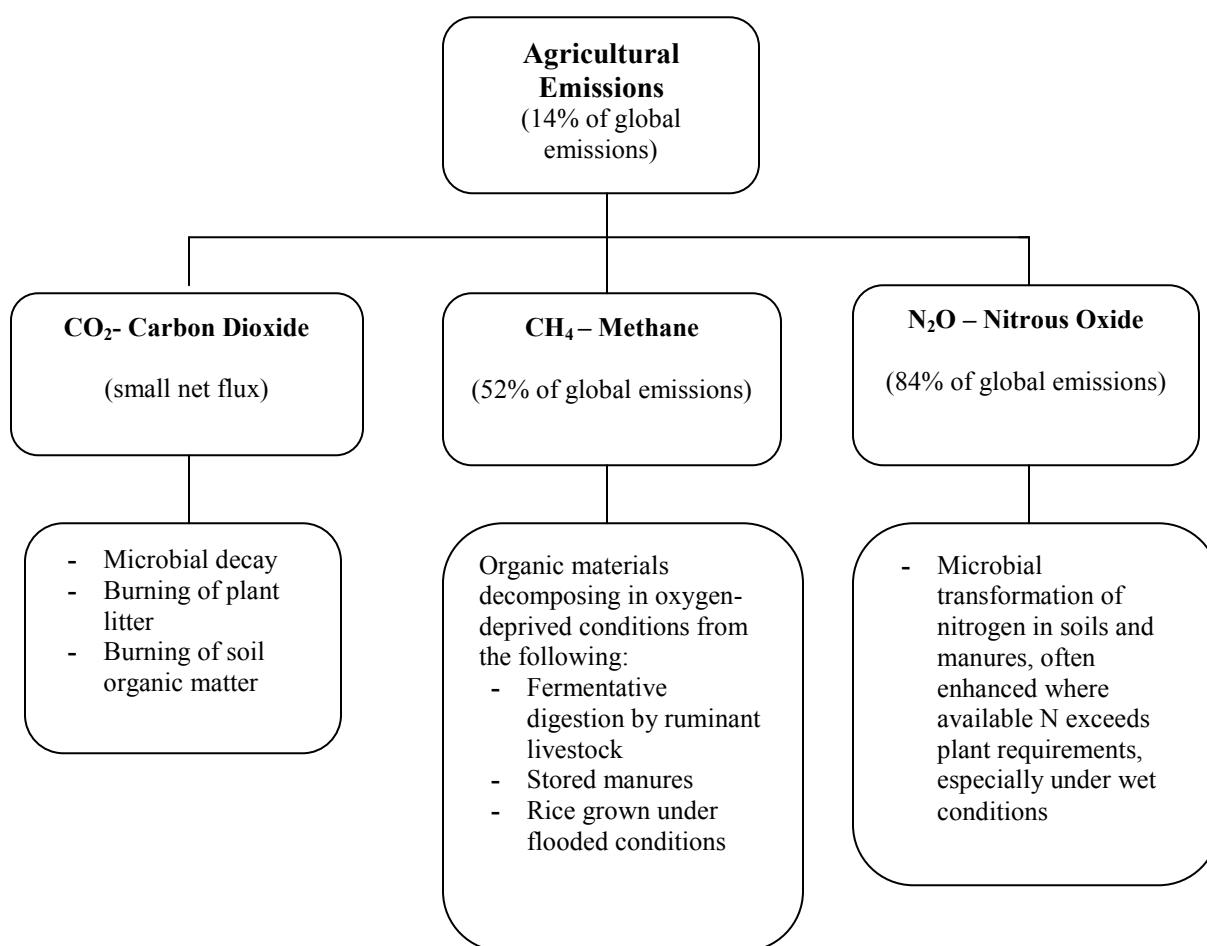 Agricultural
Emissions
(14% of global
emissions)
CO₂- Carbon Dioxide
(small net flux)
CH₄ – Methane
(52% of global emissions)
N₂O – Nitrous Oxide
(84% of global emissions)
- Microbial decay
- Burning of plant
litter
- Burning of soil
organic matter
Organic materials
decomposing in oxygen-
deprived conditions from
the following:
- Fermentative
digestion by ruminant
livestock
- Stored manures
- Rice grown under
flooded conditions
- Microbial
transformation of
nitrogen in soils and
manures, often
enhanced where
available N exceeds
plant requirements,
especially under wet
conditions